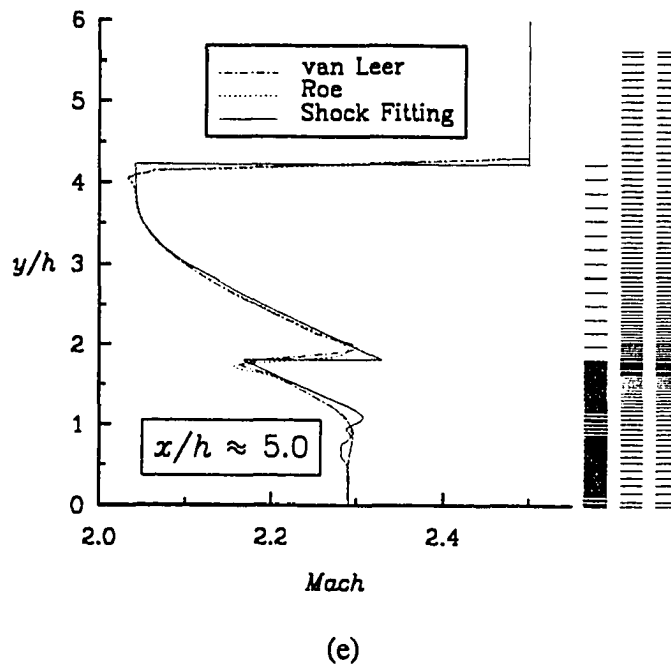 6
van Leer
Roe
Shock Fitting
5
4
y/h
3
2
1
x/h ≈ 5.0
0
2.0
2.2
2.4
Mach
(e)